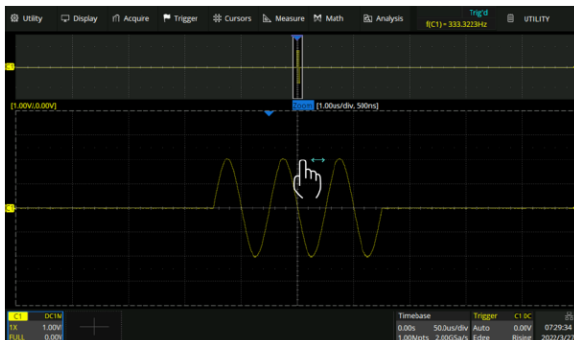 Utility Display Acquire Trigger Cursors Measure Math Analysis Trig'd UTILITY
f(C1) = 333.3223Hz
C1
[1.00V/,0.00V] Zoom [1.00us/div, 500ns]
C1
C1 DC1M Timebase Trigger C1 DC
1X 1.00V/ 0.00s 50.0us/div Auto 0.00V 07:29:34
FULL 0.00V 1.00Mpts 2.00GSa/s Edge Rising 2022/3/27